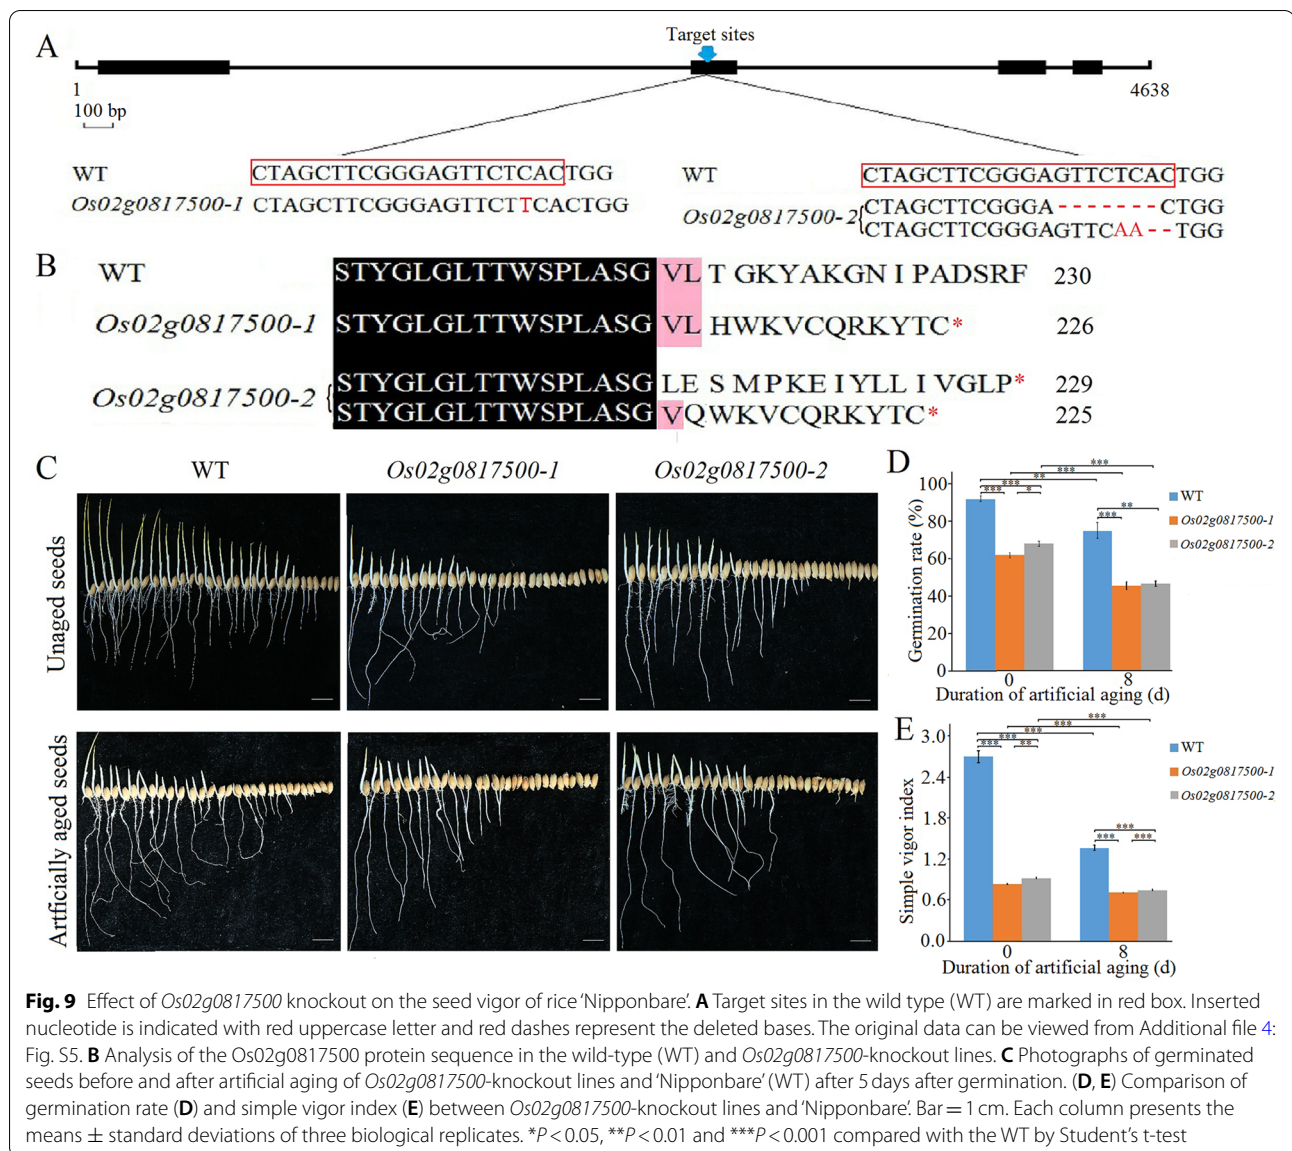 A
Target sites
1
4638
100 bp
WT CTAGCTTCGGGAGTTCTCACTGG
Os02g0817500-1 CTAGCTTCGGGAGTTCTTCACTGG
WT CTAGCTTCGGGAGTTCTCACTGG
Os02g0817500-2 { CTAGCTTCGGGA-------CTGG
CTAGCTTCGGGAGTTCAA--TGG
B
WT STYGLGLTTWSPLASG VL T GKYAKGN I PADSRF 230
Os02g0817500-1 STYGLGLTTWSPLASG VL HWKVCQRKYTC* 226
Os02g0817500-2 { STYGLGLTTWSPLASG LE S MPKE I YLL I VGLP* 229
STYGLGLTTWSPLASG VQWKVCQRKYTC* 225
C
WT Os02g0817500-1 Os02g0817500-2
Unaged seeds
Artficially aged seeds
D
Germination rate (%)
100
80
60
40
20
0
*** *** * *** ** *** *** ** ***
WT
Os02g0817500-1
Os02g0817500-2
0 8
Duration of artificial aging (d)
E
Simple vigor index
3.0
2.4
1.8
1.2
0.6
0.0
*** *** ** *** *** *** *** *** ***
WT
Os02g0817500-1
Os02g0817500-2
0 8
Duration of artificial aging (d)
Fig. 9 Effect of Os02g0817500 knockout on the seed vigor of rice ‘Nipponbare’. A Target sites in the wild type (WT) are marked in red box. Inserted
nucleotide is indicated with red uppercase letter and red dashes represent the deleted bases. The original data can be viewed from Additional file 4:
Fig. S5. B Analysis of the Os02g0817500 protein sequence in the wild-type (WT) and Os02g0817500-knockout lines. C Photographs of germinated
seeds before and after artificial aging of Os02g0817500-knockout lines and ‘Nipponbare’ (WT) after 5 days after germination. (D, E) Comparison of
germination rate (D) and simple vigor index (E) between Os02g0817500-knockout lines and ‘Nipponbare’. Bar = 1 cm. Each column presents the
means ± standard deviations of three biological replicates. *P < 0.05, **P < 0.01 and ***P < 0.001 compared with the WT by Student’s t-test